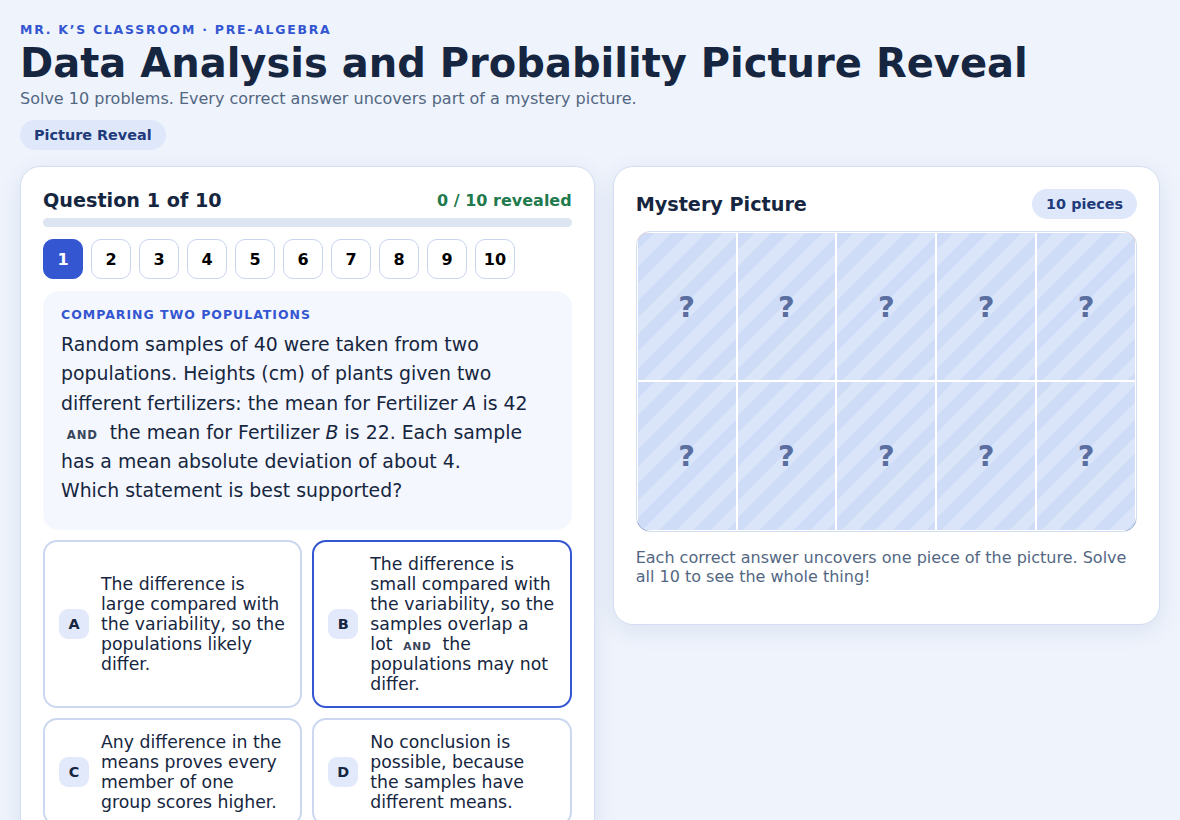 MR. K'S CLASSROOM · PRE-ALGEBRA
Data Analysis and Probability Picture Reveal
Solve 10 problems. Every correct answer uncovers part of a mystery picture.
Picture Reveal
Question 1 of 10
0 / 10 revealed
1 2 3 4 5 6 7 8 9 10
COMPARING TWO POPULATIONS
Random samples of 40 were taken from two
populations. Heights (cm) of plants given two
different fertilizers: the mean for Fertilizer A is 42
AND the mean for Fertilizer B is 22. Each sample
has a mean absolute deviation of about 4.
Which statement is best supported?
A
The difference is
large compared with
the variability, so the
populations likely
differ.
B
The difference is
small compared with
the variability, so the
samples overlap a
lot AND the
populations may not
differ.
C
Any difference in the
means proves every
member of one
group scores higher.
D
No conclusion is
possible, because
the samples have
different means.
Mystery Picture
10 pieces
? ? ? ? ?
? ? ? ? ?
Each correct answer uncovers one piece of the picture. Solve
all 10 to see the whole thing!